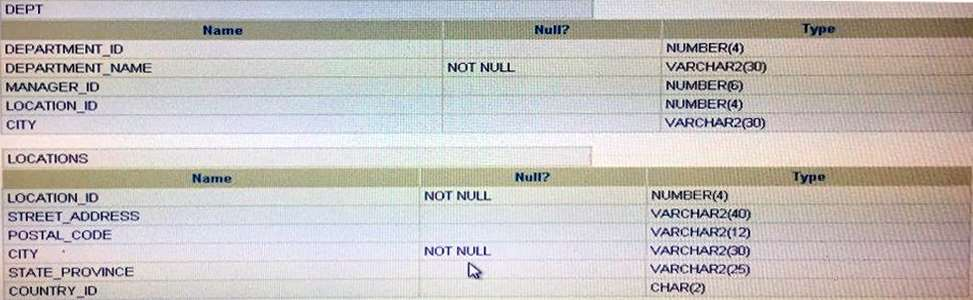 DEPT
Name Null? Type
DEPARTMENT_ID NUMBER(4)
DEPARTMENT_NAME NOT NULL VARCHAR2(30)
MANAGER_ID NUMBER(6)
LOCATION_ID NUMBER(4)
CITY VARCHAR2(30)
LOCATIONS
Name Null? Type
LOCATION_ID NOT NULL NUMBER(4)
STREET_ADDRESS VARCHAR2(40)
POSTAL_CODE VARCHAR2(12)
CITY NOT NULL VARCHAR2(30)
STATE_PROVINCE VARCHAR2(25)
COUNTRY_ID CHAR(2)